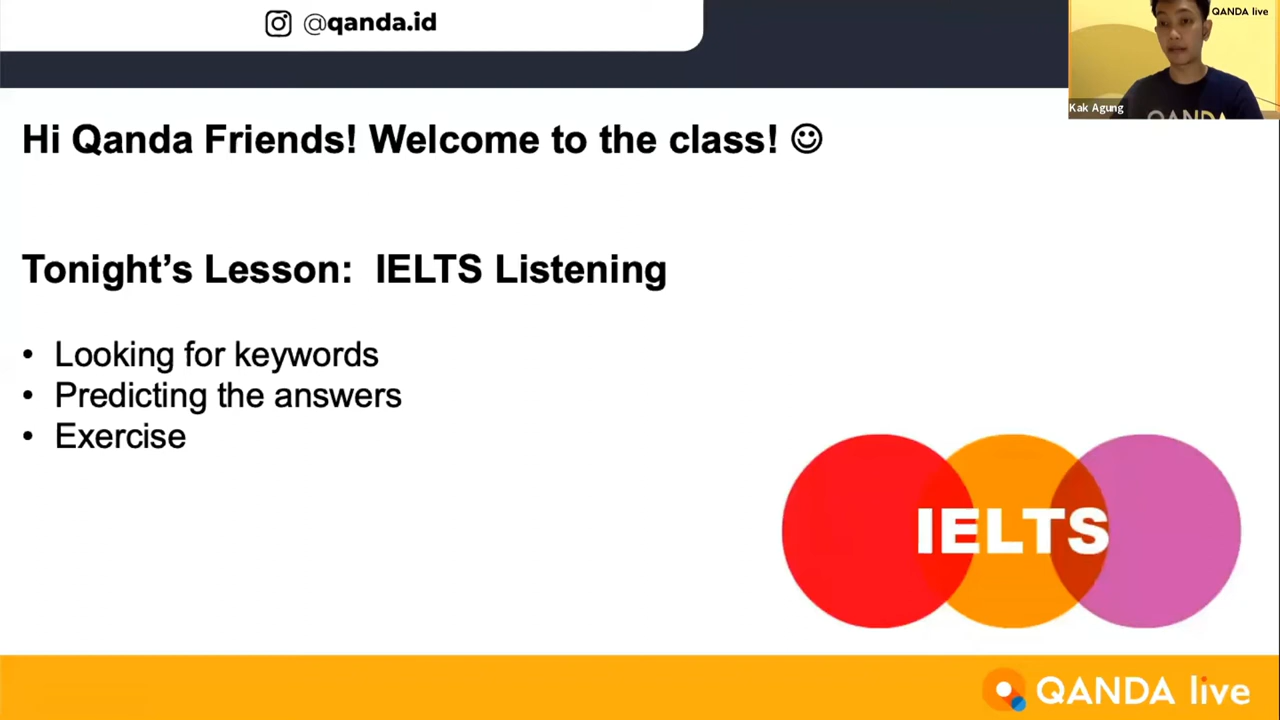 @qanda.id
QANDA live
Kak Agung
QANDA
Hi Qanda Friends! Welcome to the class! ☺
Tonight’s Lesson: IELTS Listening
• Looking for keywords
• Predicting the answers
• Exercise
IELTS
QANDA live